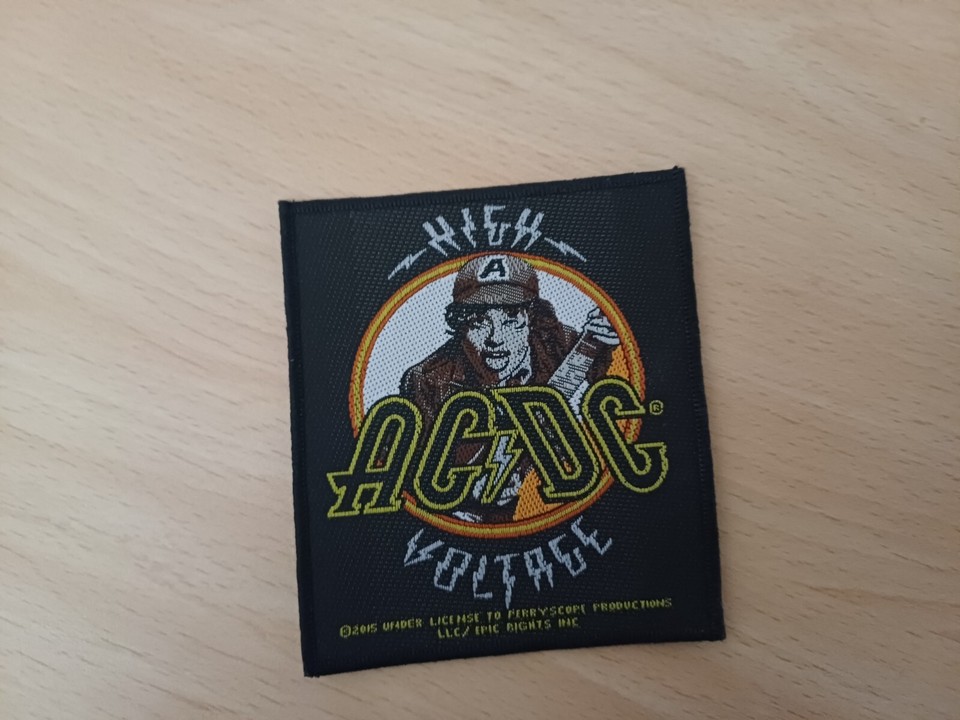 HIGH
A
AC/DC®
VOLTAGE
©2015 UNDER LICENSE TO PERRYSCOPE PRODUCTIONS
LLC/ EPIC RIGHTS INC